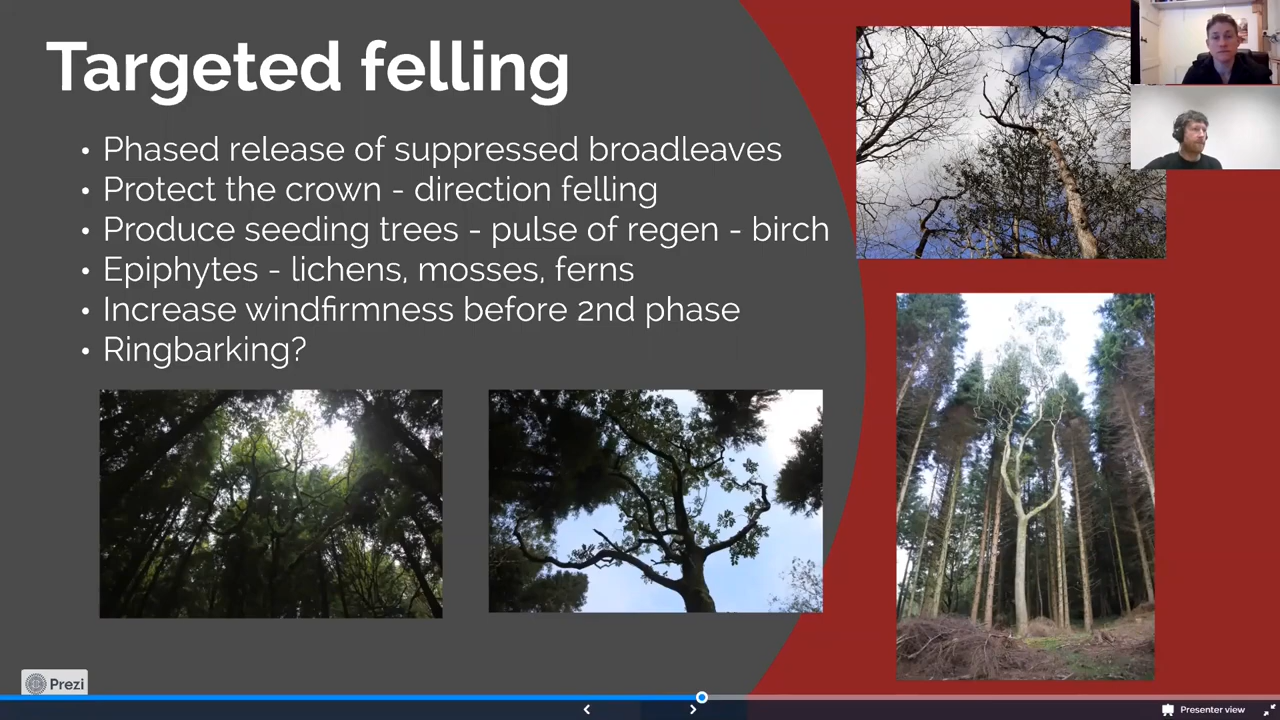 Targeted felling
• Phased release of suppressed broadleaves
• Protect the crown - direction felling
• Produce seeding trees - pulse of regen - birch
• Epiphytes - lichens, mosses, ferns
• Increase windfirmness before 2nd phase
• Ringbarking?
Prezi
Presenter view